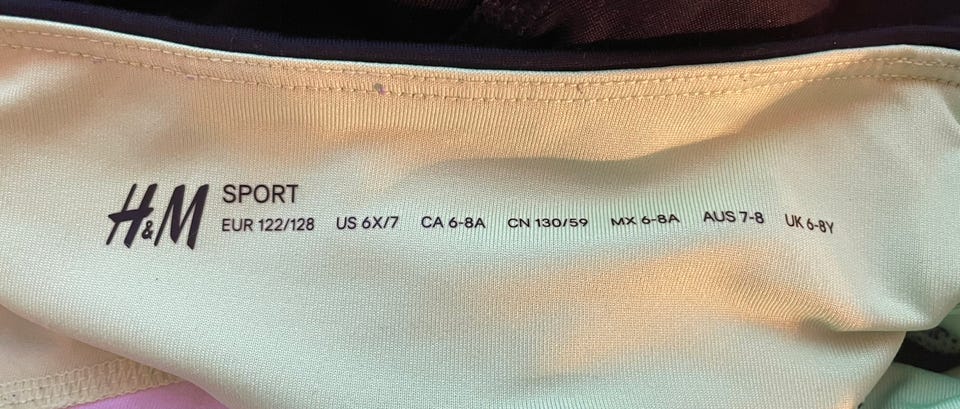 H&M SPORT
EUR 122/128 US 6X/7 CA 6-8A CN 130/59 MX 6-8A AUS 7-8 UK 6-8Y